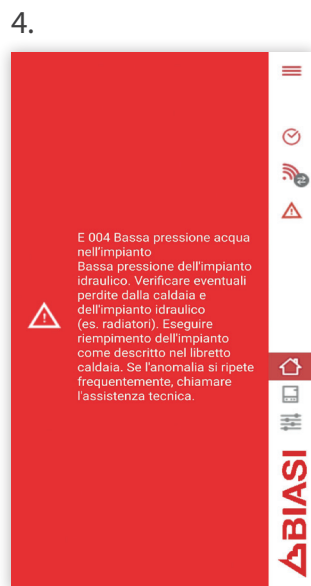 4.
E 004 Bassa pressione acqua
nell'impianto
Bassa pressione dell'impianto
idraulico. Verificare eventuali
perdite dalla caldaia e
dell'impianto idraulico
(es. radiatori). Eseguire
riempimento dell'impianto
come descritto nel libretto
caldaia. Se l'anomalia si ripete
frequentemente, chiamare
l'assistenza tecnica.
BIASI